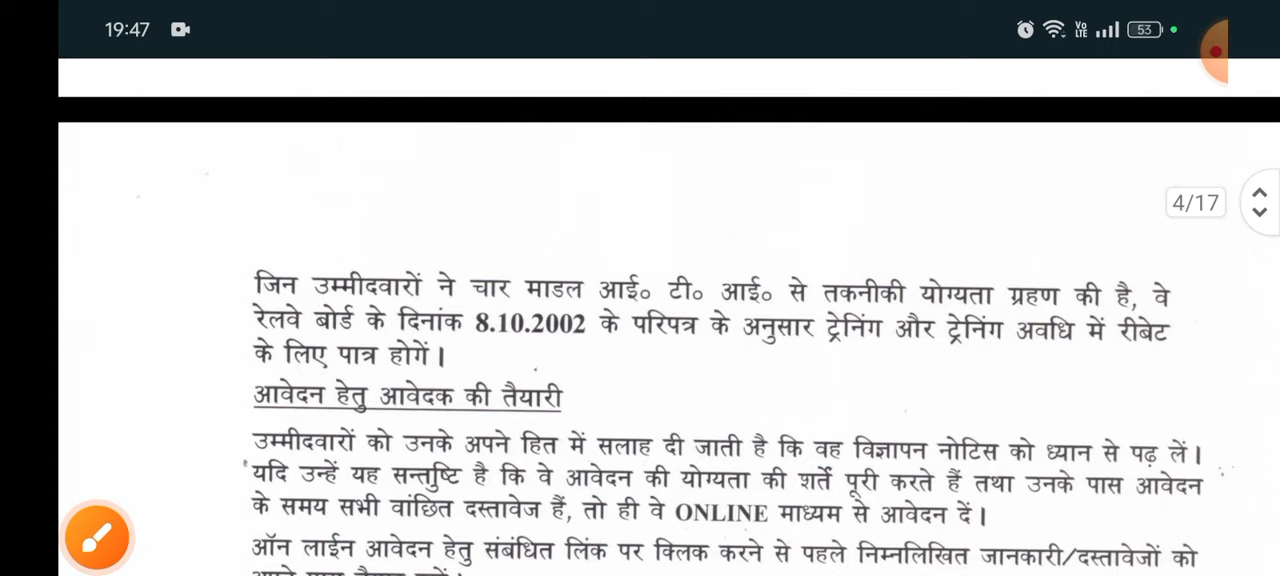 19:47
Vo LTE
53
4/17
जिन उम्मीदवारों ने चार माडल आई० टी० आई० से तकनीकी योग्यता ग्रहण की है, वे
रेलवे बोर्ड के दिनांक 8.10.2002 के परिपत्र के अनुसार ट्रेनिंग और ट्रेनिंग अवधि में रीबेट
के लिए पात्र होगें।
आवेदन हेतु आवेदक की तैयारी
उम्मीदवारों को उनके अपने हित में सलाह दी जाती है कि वह विज्ञापन नोटिस को ध्यान से पढ़ लें।
यदि उन्हें यह सन्तुष्टि है कि वे आवेदन की योग्यता की शर्ते पूरी करते हैं तथा उनके पास आवेदन
के समय सभी वांछित दस्तावेज हैं, तो ही वे ONLINE माध्यम से आवेदन दें।
ऑन लाईन आवेदन हेतु संबंधित लिंक पर क्लिक करने से पहले निम्नलिखित जानकारी/दस्तावेजों को